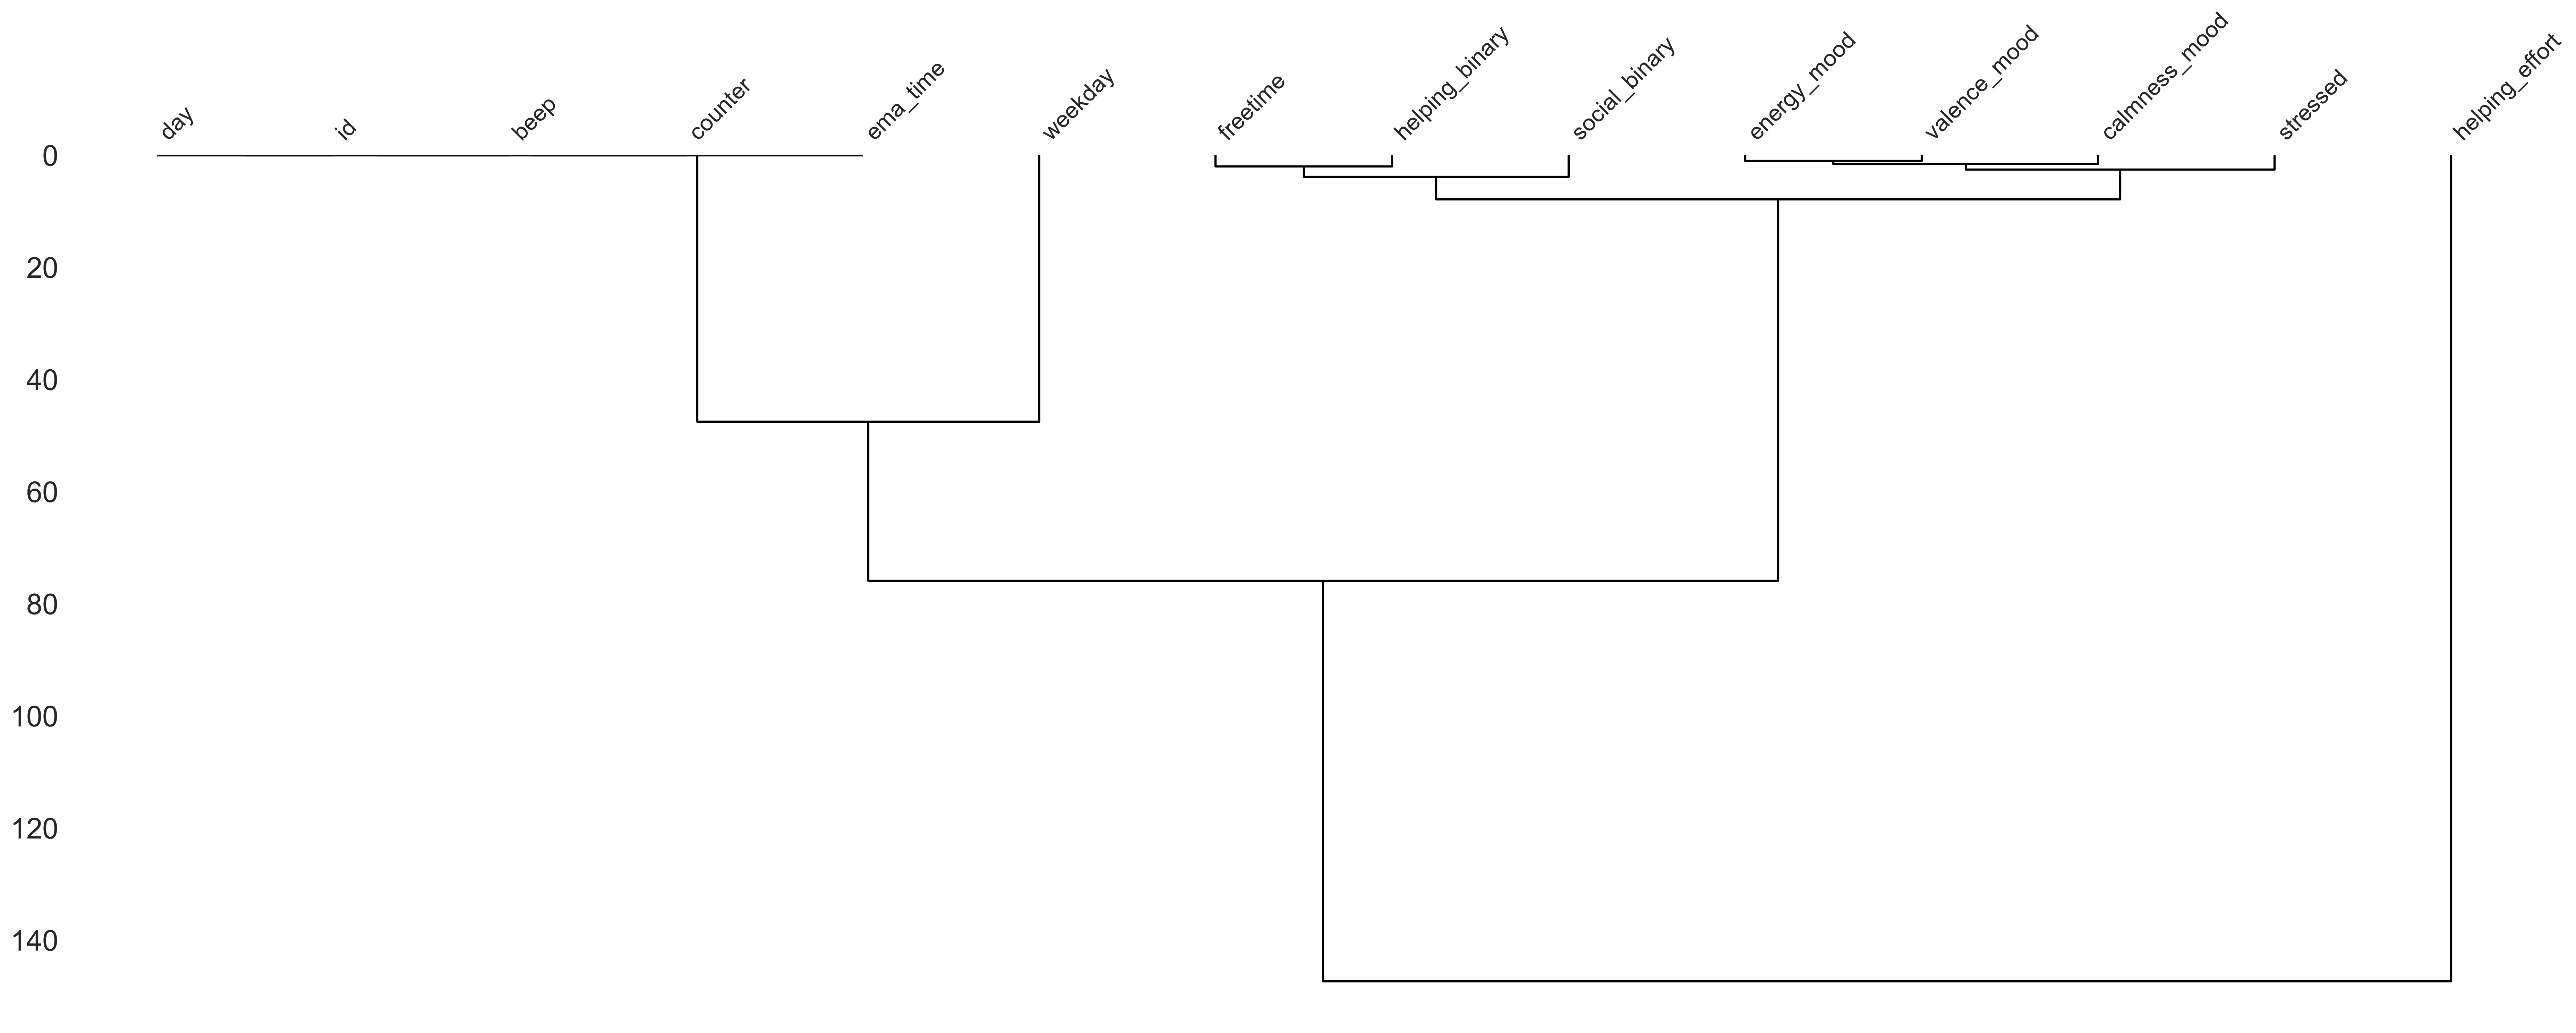 day
id
beep
counter
ema_time
weekday
freetime
helping_binary
social_binary
energy_mood
valence_mood
calmness_mood
stressed
helping_effort
0
20
40
60
80
100
120
140